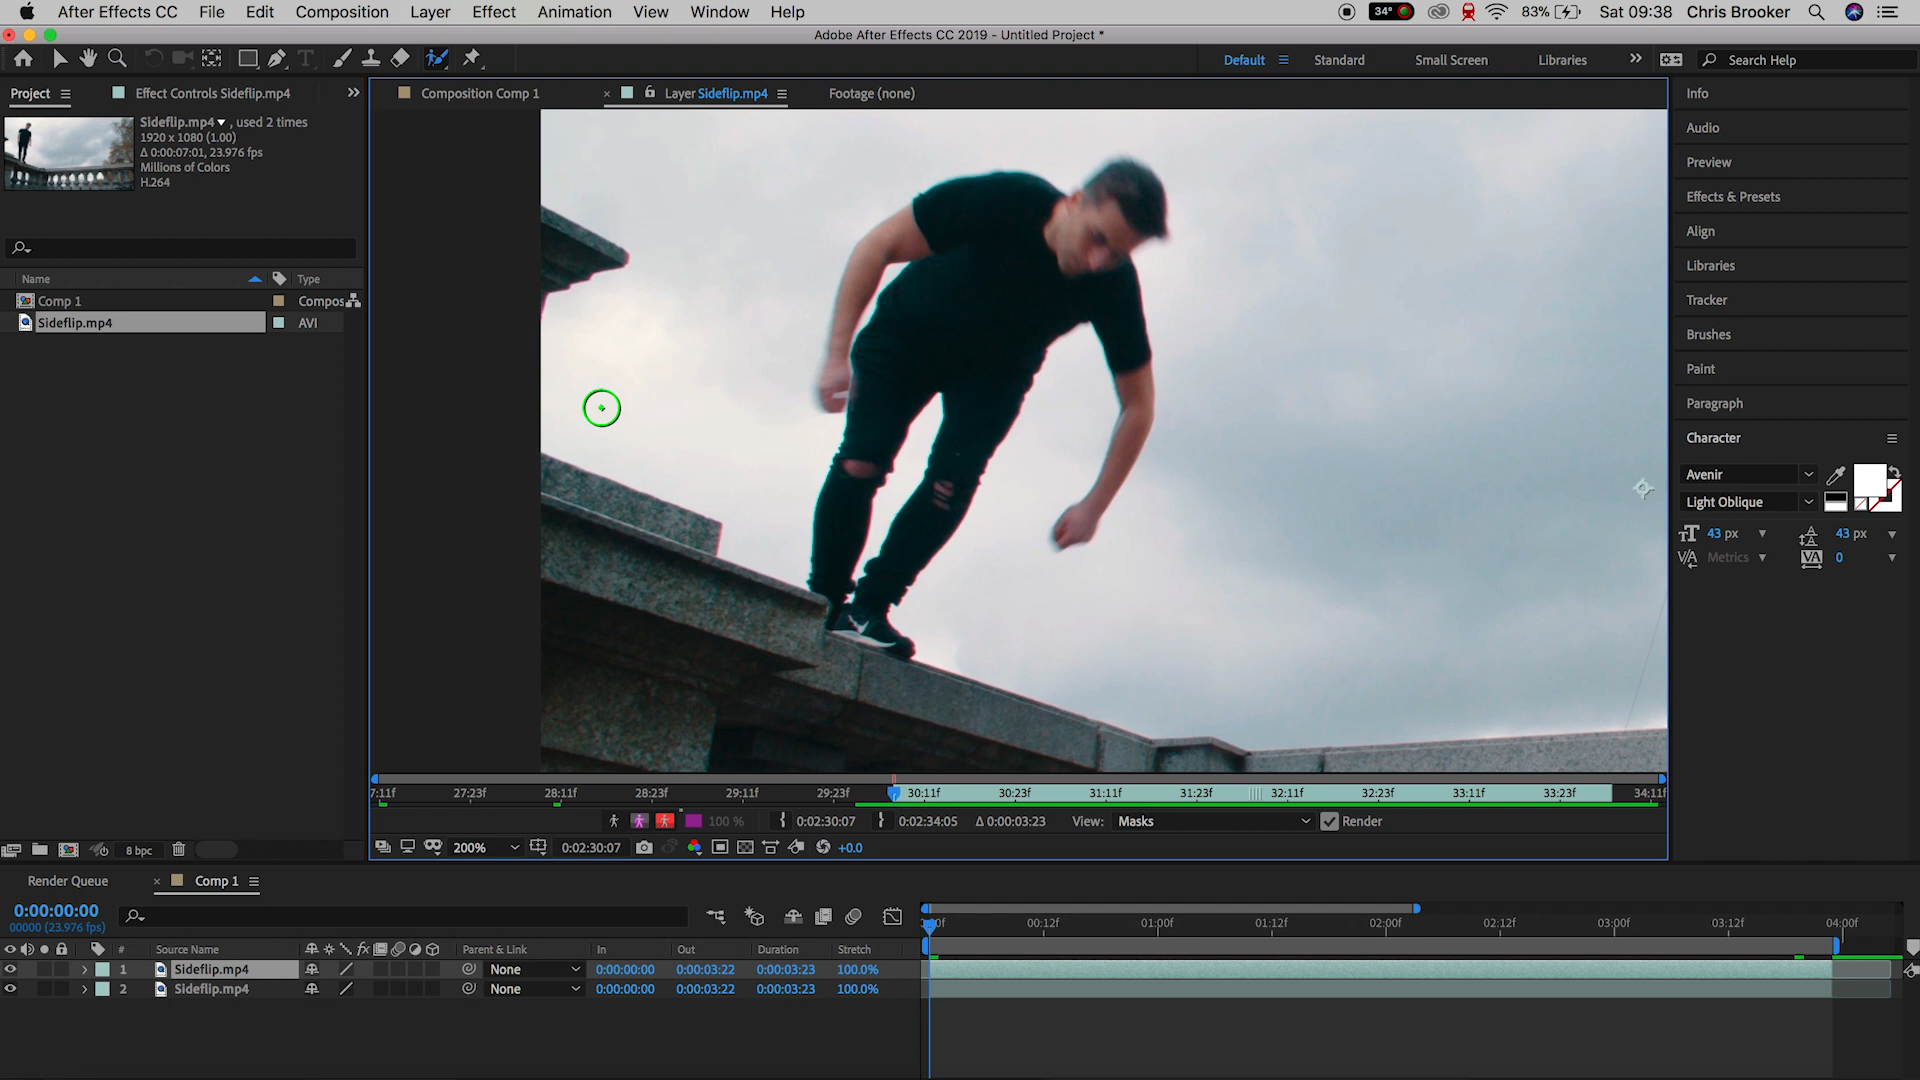 After Effects CC File Edit Composition Layer Effect Animation View Window Help 34° 83% Sat 09:38 Chris Brooker
Adobe After Effects CC 2019 - Untitled Project *
Default Standard Small Screen Libraries Search Help
Project Effect Controls Sideflip.mp4 Composition Comp 1 Layer Sideflip.mp4 Footage (none)
Sideflip.mp4 , used 2 times
1920 x 1080 (1.00)
Δ 0:00:07:01, 23.976 fps
Millions of Colors
H.264
Name Type
Comp 1 Compos
Sideflip.mp4 AVI
Info
Audio
Preview
Effects & Presets
Align
Libraries
Tracker
Brushes
Paint
Paragraph
Character
Avenir
Light Oblique
43 px 43 px
Metrics 0
7:11f 27:23f 28:11f 28:23f 29:11f 29:23f 30:11f 30:23f 31:11f 31:23f 32:11f 32:23f 33:11f 33:23f 34:11f
100 % 0:02:30:07 0:02:34:05 Δ 0:00:03:23 View: Masks Render
8 bpc 200% 0:02:30:07 +0.0
Render Queue Comp 1
0:00:00:00
00000 (23.976 fps)
00:12f 01:00f 01:12f 02:00f 02:12f 03:00f 03:12f 04:00f
# Source Name Parent & Link In Out Duration Stretch
1 Sideflip.mp4 None 0:00:00:00 0:00:03:22 0:00:03:23 100.0%
2 Sideflip.mp4 None 0:00:00:00 0:00:03:22 0:00:03:23 100.0%